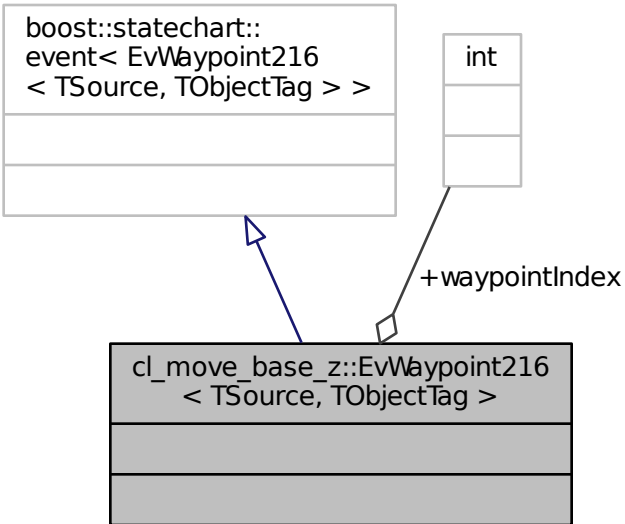 boost::statechart::
event< EvWaypoint216
< TSource, TObjectTag > >
int
+waypointIndex
cl_move_base_z::EvWaypoint216
< TSource, TObjectTag >